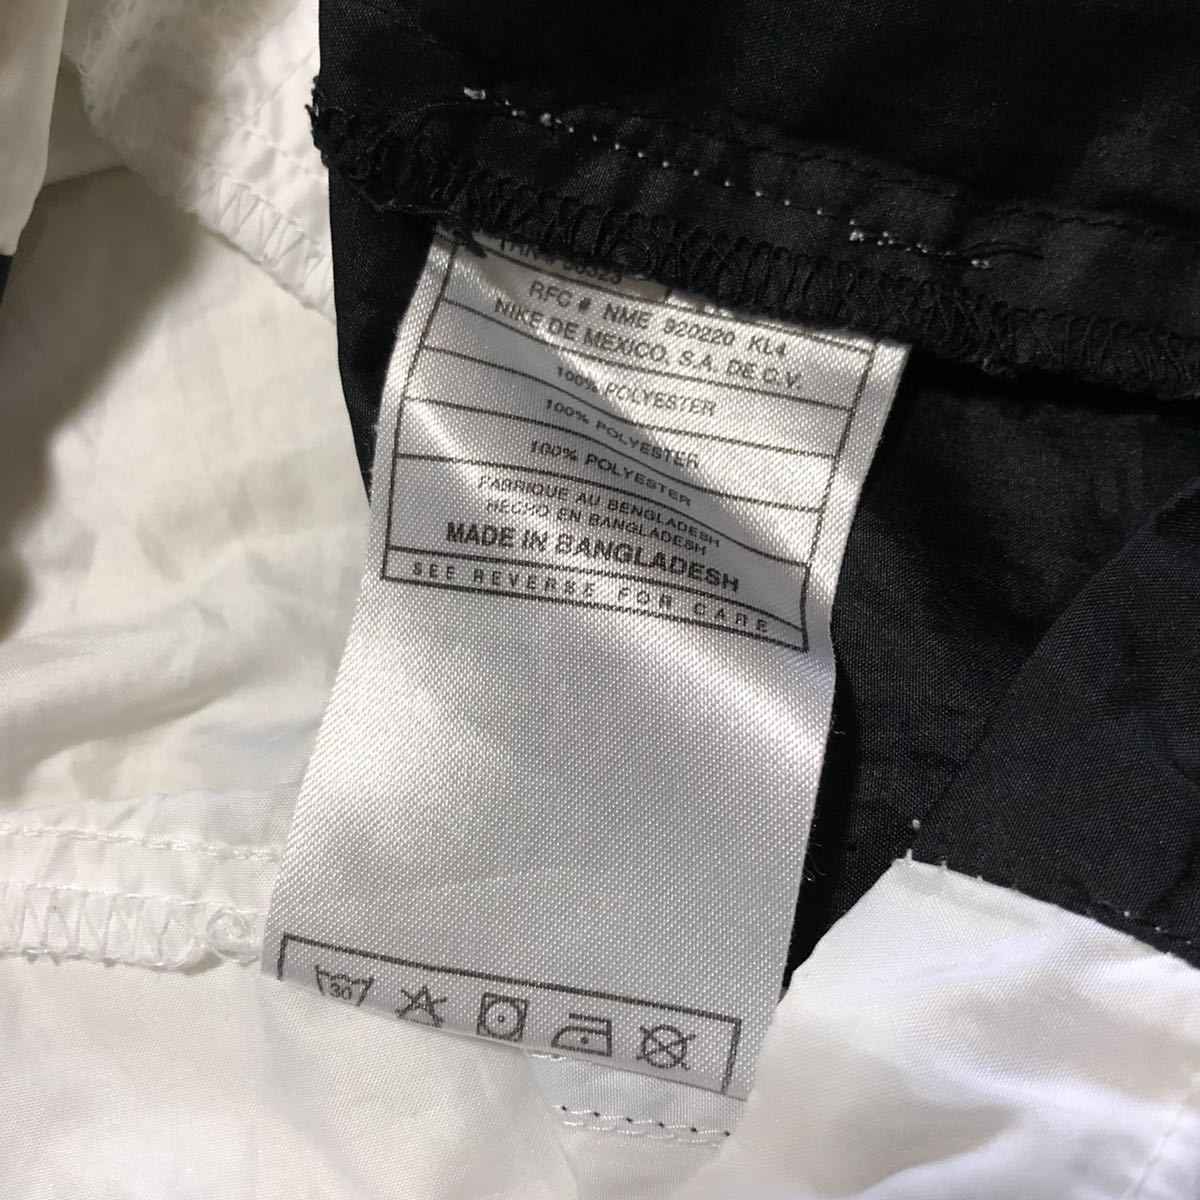 RFC # NME 920220 KL4
NIKE DE MEXICO, S.A. DE C.V.
100% POLYESTER
100% POLYESTER
100% POLYESTER
FABRIQUE AU BENGLADESH
HECHO EN BANGLADESH
MADE IN BANGLADESH
SEE REVERSE FOR CARE
30